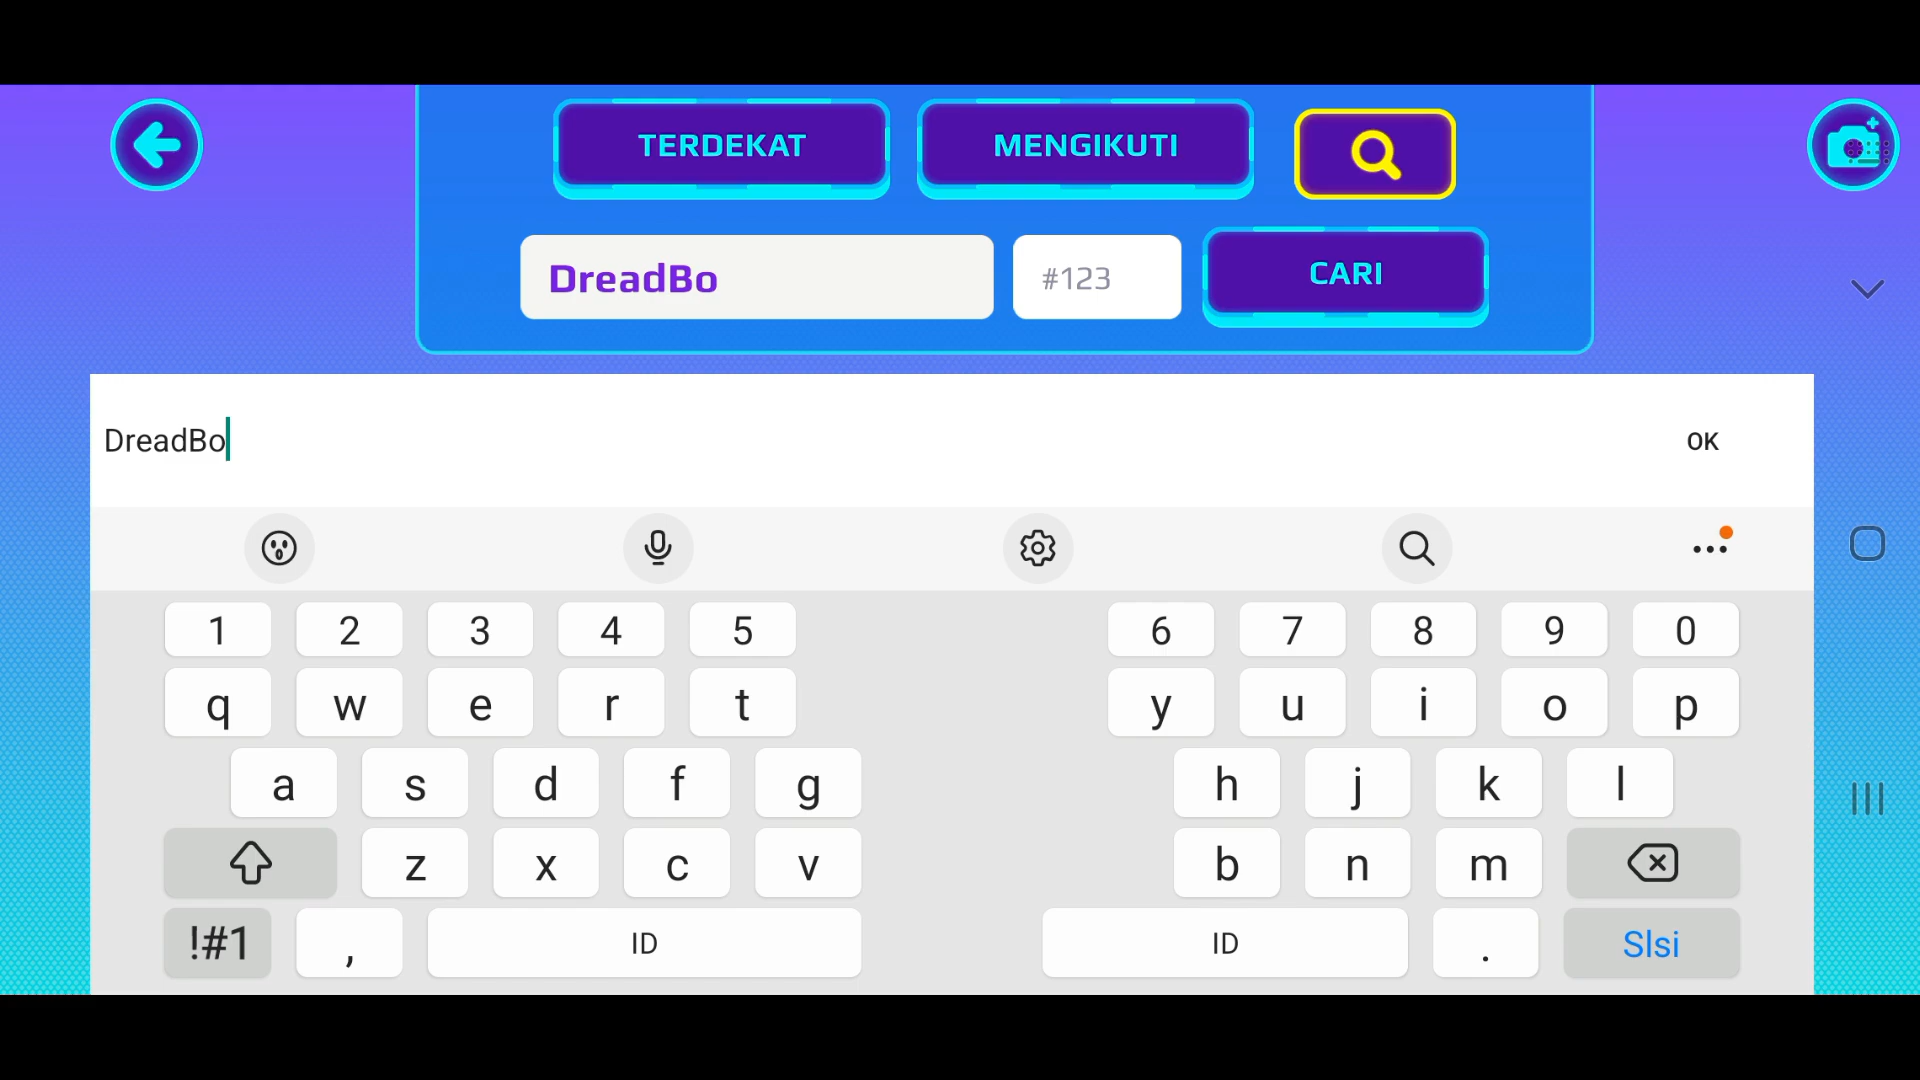 TERDEKAT MENGIKUTI
DreadBo #123 CARI
DreadBo OK
1 2 3 4 5 6 7 8 9 0
q w e r t y u i o p
a s d f g h j k l
z x c v b n m
!#1 , ID ID . Slsi